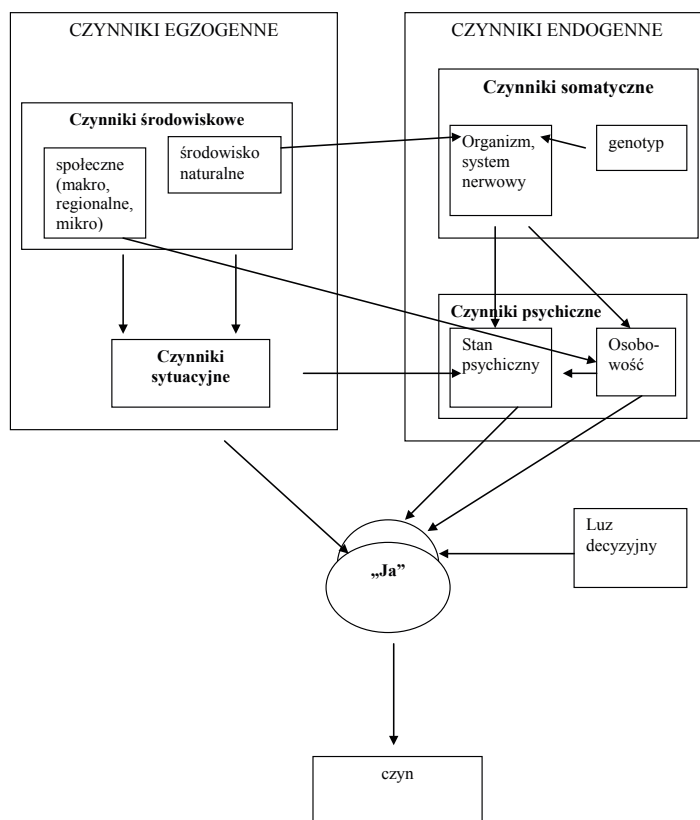 CZYNNIKI EGZOGENNE
Czynniki środowiskowe
społeczne
(makro,
regionalne,
mikro)
środowisko
naturalne
Czynniki
sytuacyjne
CZYNNIKI ENDOGENNE
Czynniki somatyczne
Organizm,
system
nerwowy
genotyp
Czynniki psychiczne
Stan
psychiczny
Osobo-
wość
Luz
decyzyjny
„Ja”
czyn